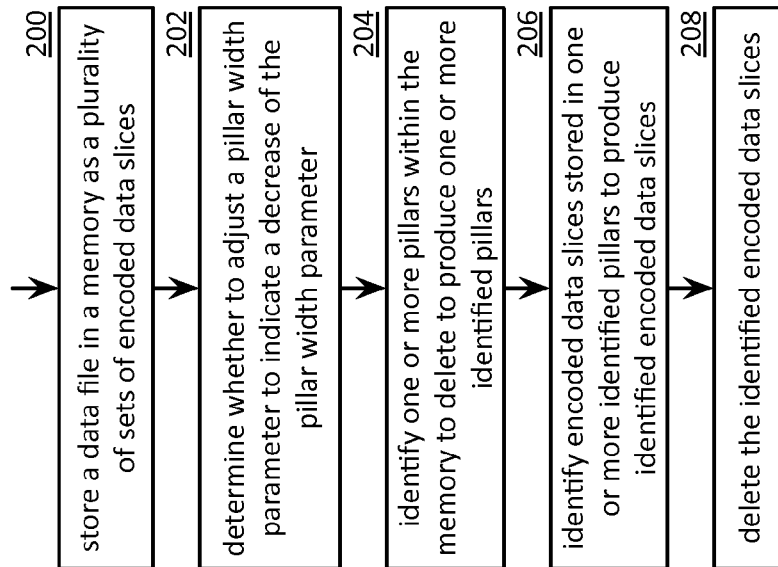 200
store a data file in a memory as a plurality
of sets of encoded data slices
202
determine whether to adjust a pillar width
parameter to indicate a decrease of the
pillar width parameter
204
identify one or more pillars within the
memory to delete to produce one or more
identified pillars
206
identify encoded data slices stored in one
or more identified pillars to produce
identified encoded data slices
208
delete the identified encoded data slices